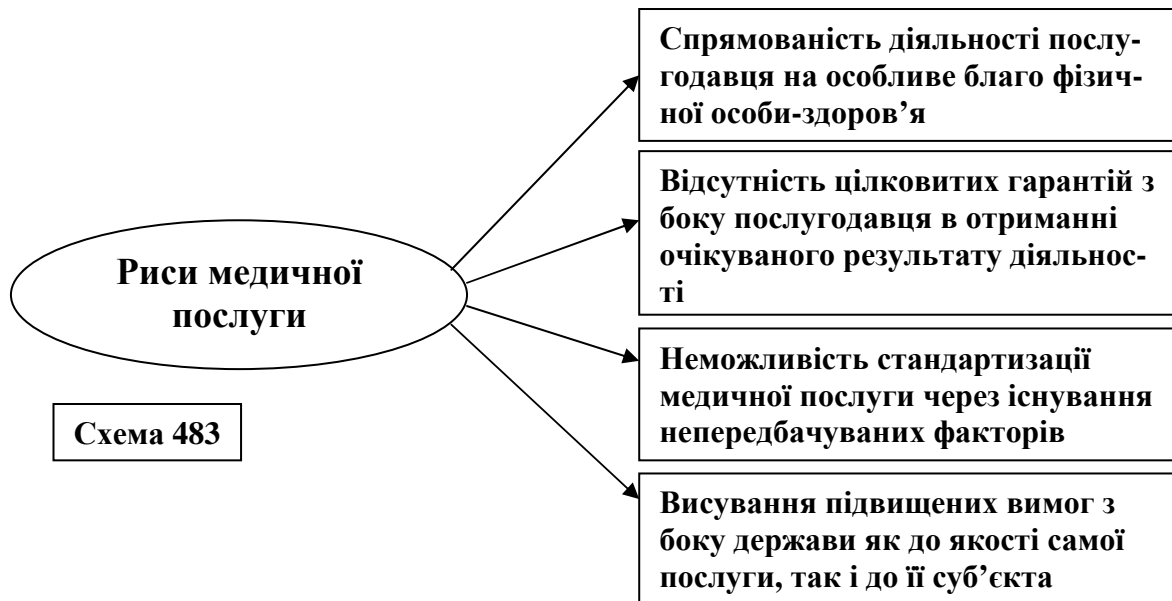 Спрямованість діяльності послу-
годавця на особливе благо фізич-
ної особи-здоров’я
Відсутність цілковитих гарантій з
боку послугодавця в отриманні
очікуваного результату діяльнос-
ті
Риси медичної
послуги
Неможливість стандартизації
медичної послуги через існування
непередбачуваних факторів
Схема 483
Висування підвищених вимог з
боку держави як до якості самої
послуги, так і до її суб’єкта